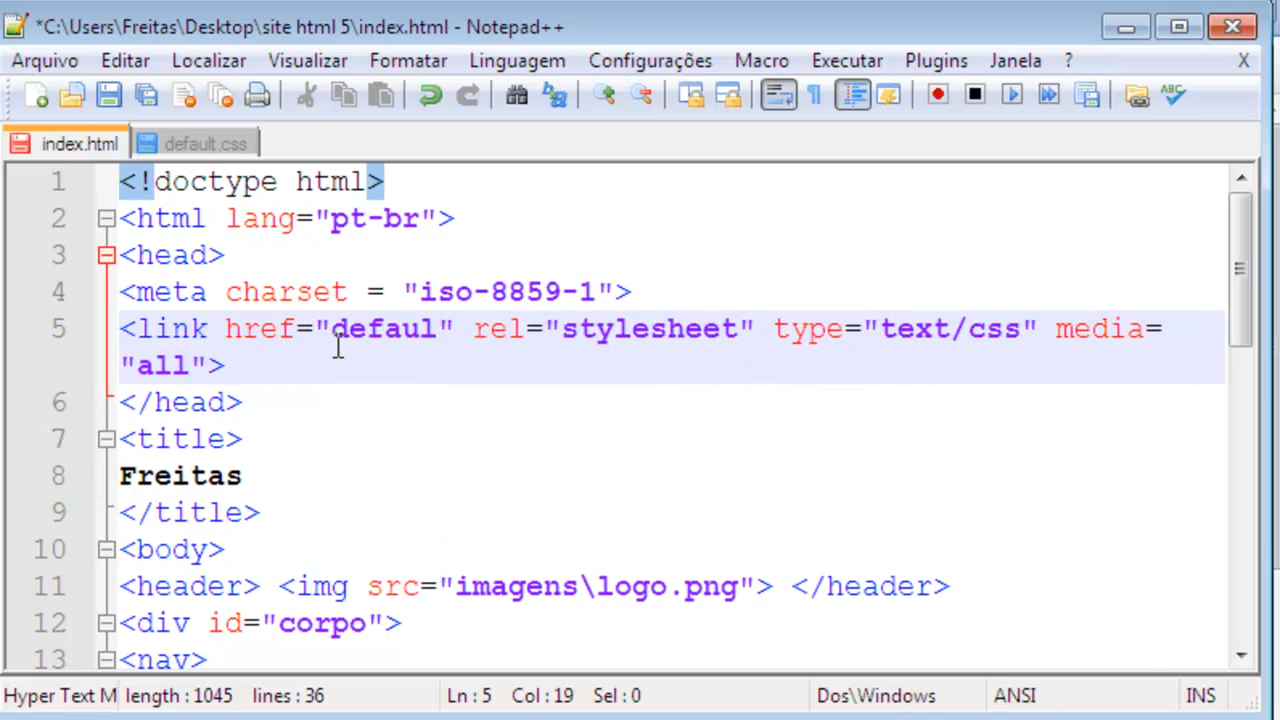 *C:\Users\Freitas\Desktop\site html 5\index.html - Notepad++
Arquivo Editar Localizar Visualizar Formatar Linguagem Configurações Macro Executar Plugins Janela ? X
index.html default.css
1 <!doctype html>
2 <html lang="pt-br">
3 <head>
4 <meta charset = "iso-8859-1">
5 <link href="defaul" rel="stylesheet" type="text/css" media=
"all">
6 </head>
7 <title>
8 Freitas
9 </title>
10 <body>
11 <header> <img src="imagens\logo.png"> </header>
12 <div id="corpo">
13 <nav>
Hyper Text M length : 1045 lines : 36 Ln : 5 Col : 19 Sel : 0 Dos\Windows ANSI INS